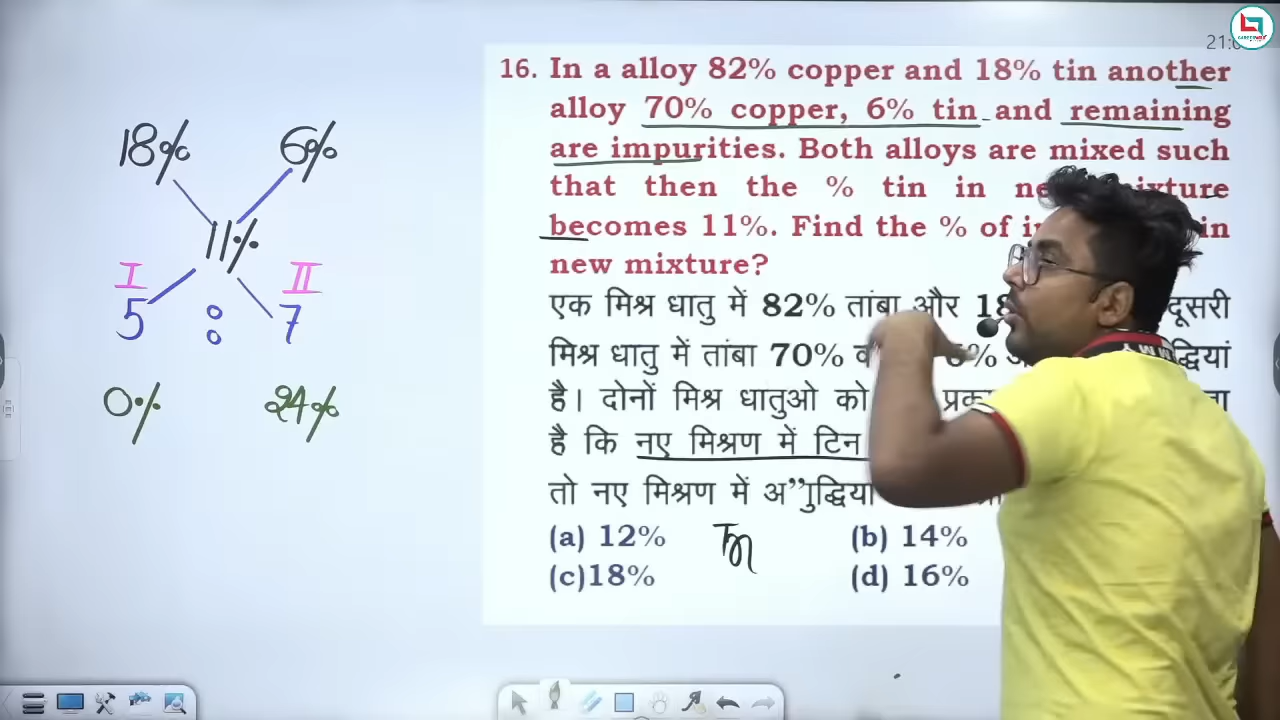 21:0
18% 6%
11%
I II
5 : 7
0% 24%
16. In a alloy 82% copper and 18% tin another
alloy 70% copper, 6% tin and remaining
are impurities. Both alloys are mixed such
that then the % tin in
becomes 11%. Find the % of in
new mixture?
एक मिश्र धातु में 82% तांबा और 18 दूसरी
मिश्र धातु में तांबा 70% व
है। दोनों मिश्र धातुओ को
है कि नए मिश्रण में टिन
तो नए मिश्रण में
(a) 12% (b) 14%
(c)18% (d) 16%